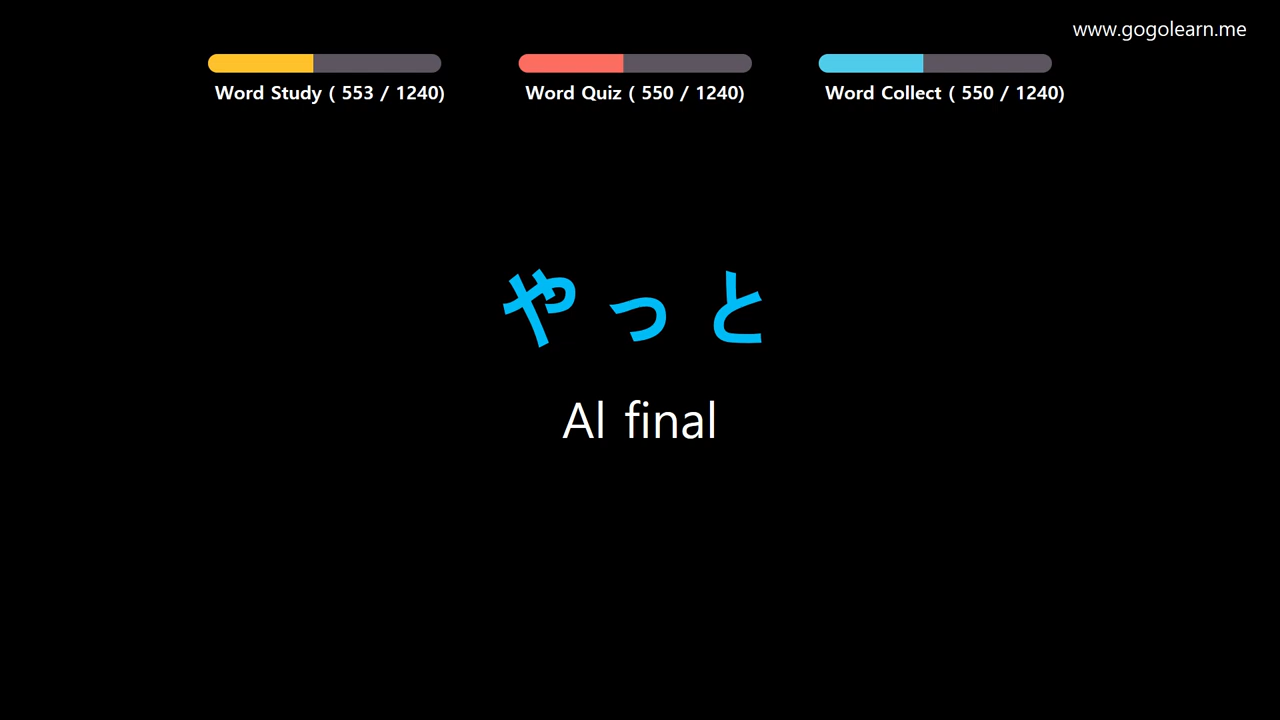 www.gogolearn.me
Word Study ( 553 / 1240)
Word Quiz ( 550 / 1240)
Word Collect ( 550 / 1240)
やっと
Al final